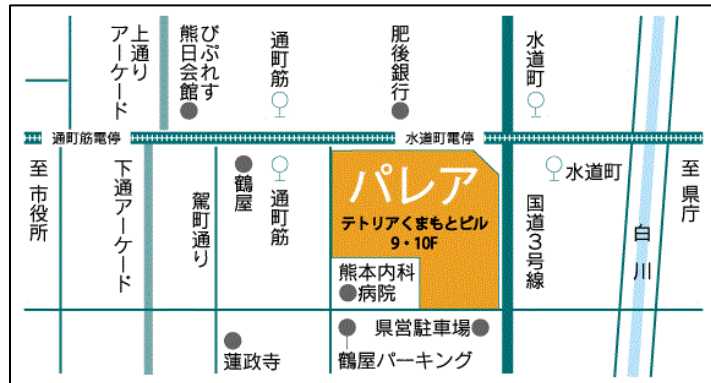 上通り
アーケード
びぷれす
熊日会館
通町筋
肥後銀行
水道町
通町筋電停
水道町電停
至市役所
下通アーケード
駕町通り
鶴屋
通町筋
パレア
テトリアくまもとビル
9・10F
水道町
国道3号線
白川
至県庁
熊本内科
病院
県営駐車場
蓮政寺
鶴屋パーキング